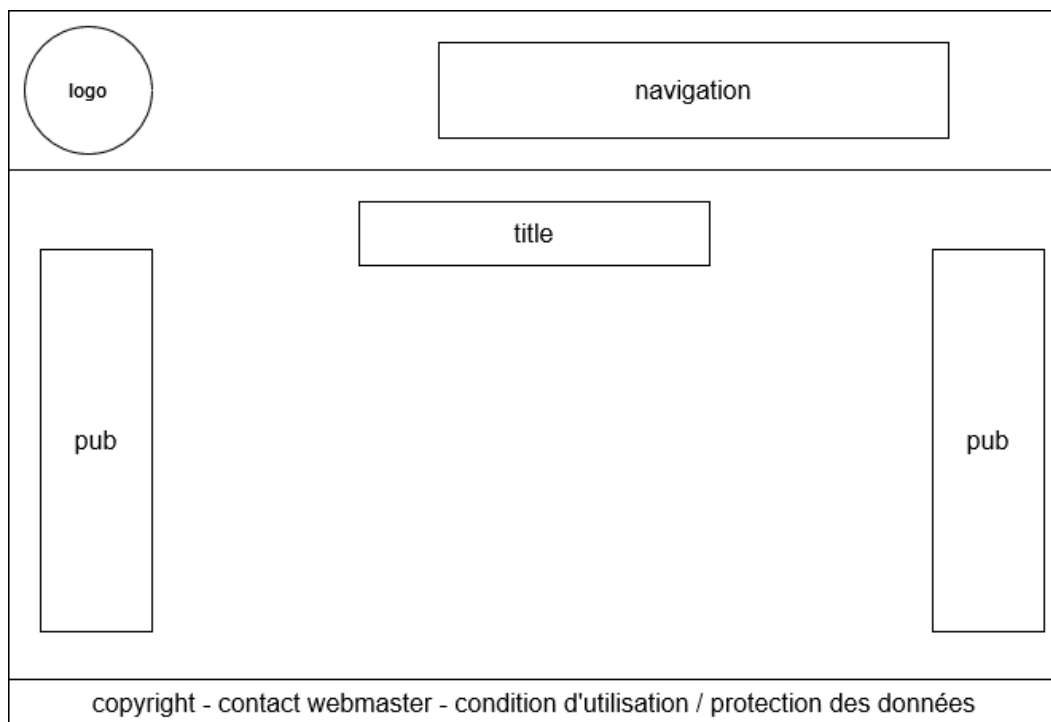 logo
navigation
title
pub
pub
copyright - contact webmaster - condition d'utilisation / protection des données